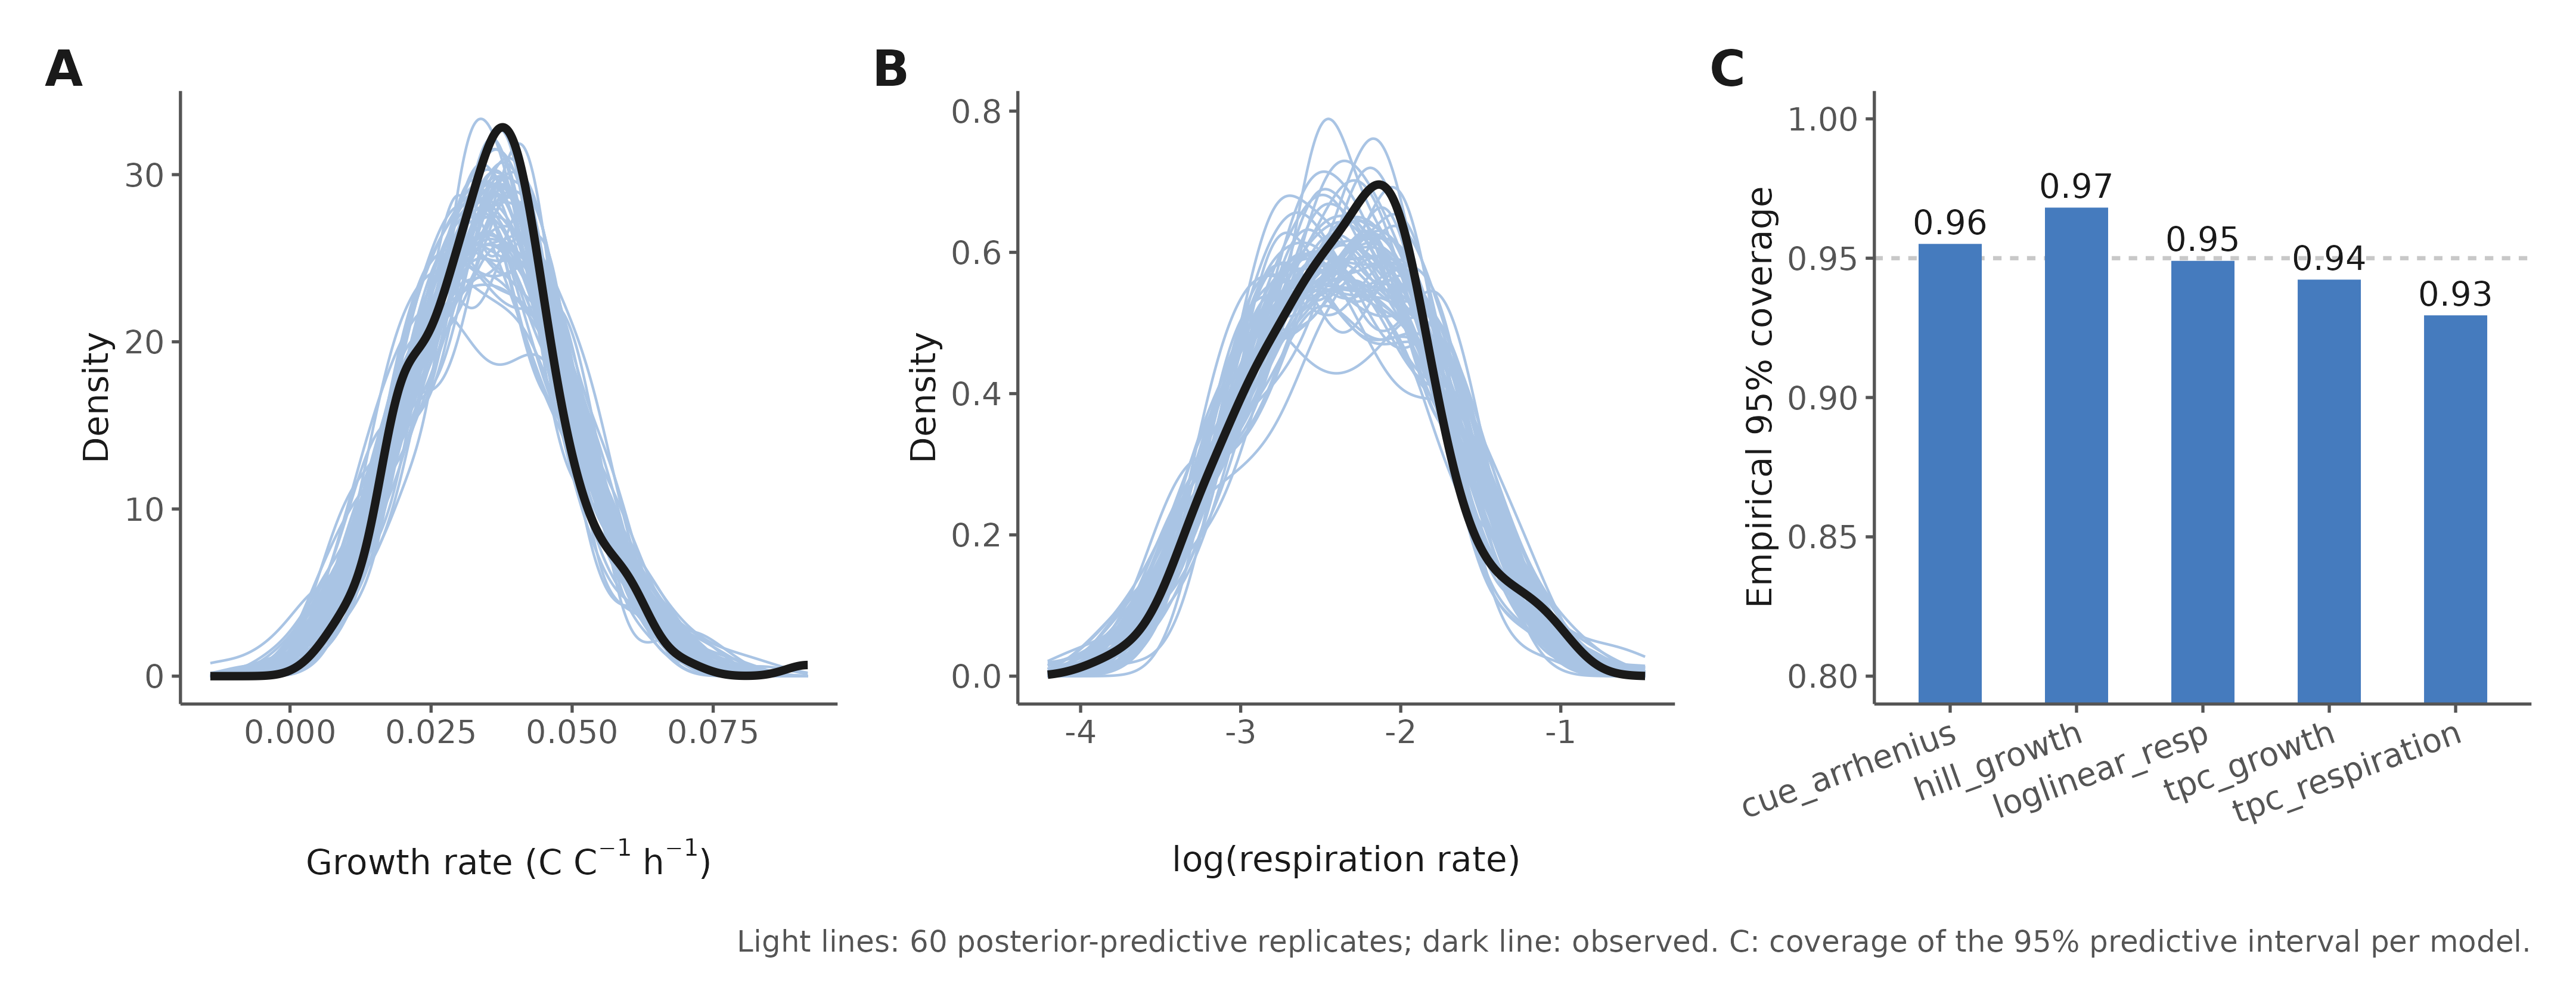 A
Density
30
20
10
0
0.000
0.025
0.050
0.075
Growth rate (C C⁻¹ h⁻¹)
B
Density
0.8
0.6
0.4
0.2
0.0
-4
-3
-2
-1
log(respiration rate)
C
Empirical 95% coverage
1.00
0.95
0.90
0.85
0.80
0.96
0.97
0.95
0.94
0.93
cue_arrhenius
hill_growth
loglinear_resp
tpc_growth
tpc_respiration
Light lines: 60 posterior-predictive replicates; dark line: observed. C: coverage of the 95% predictive interval per model.